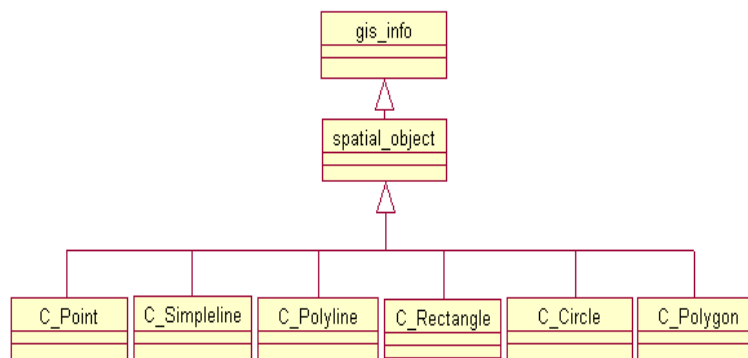 gis_info
spatial_object
C_Point
C_Simpleline
C_Polyline
C_Rectangle
C_Circle
C_Polygon